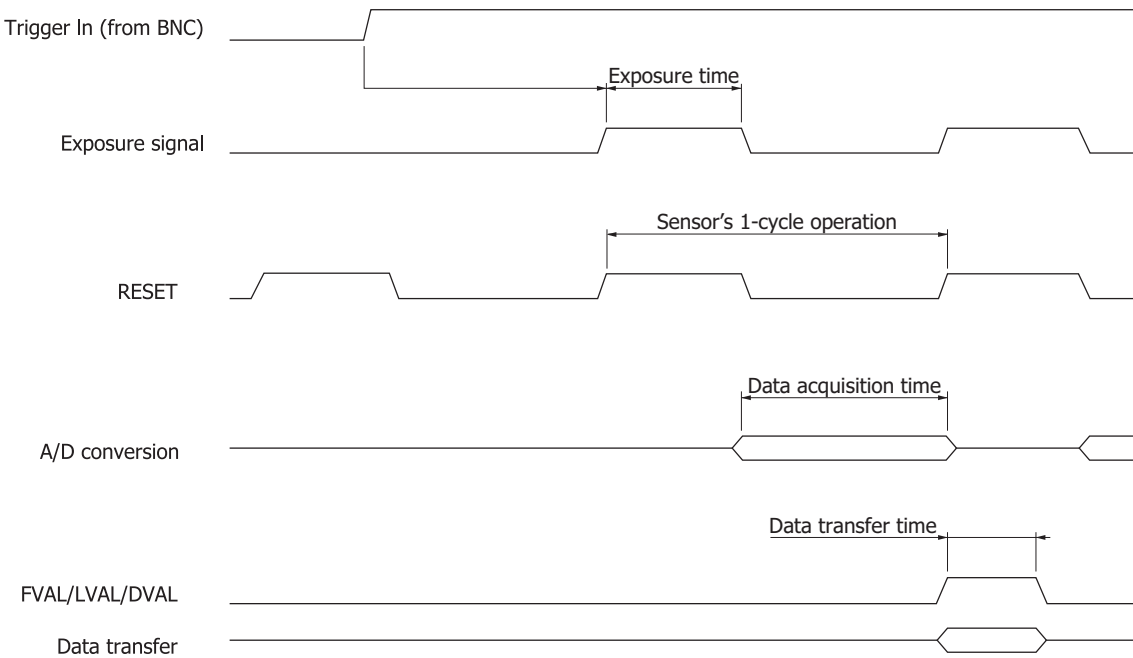 Trigger In (from BNC)
Exposure time
Exposure signal
Sensor's 1-cycle operation
RESET
Data acquisition time
A/D conversion
Data transfer time
FVAL/LVAL/DVAL
Data transfer